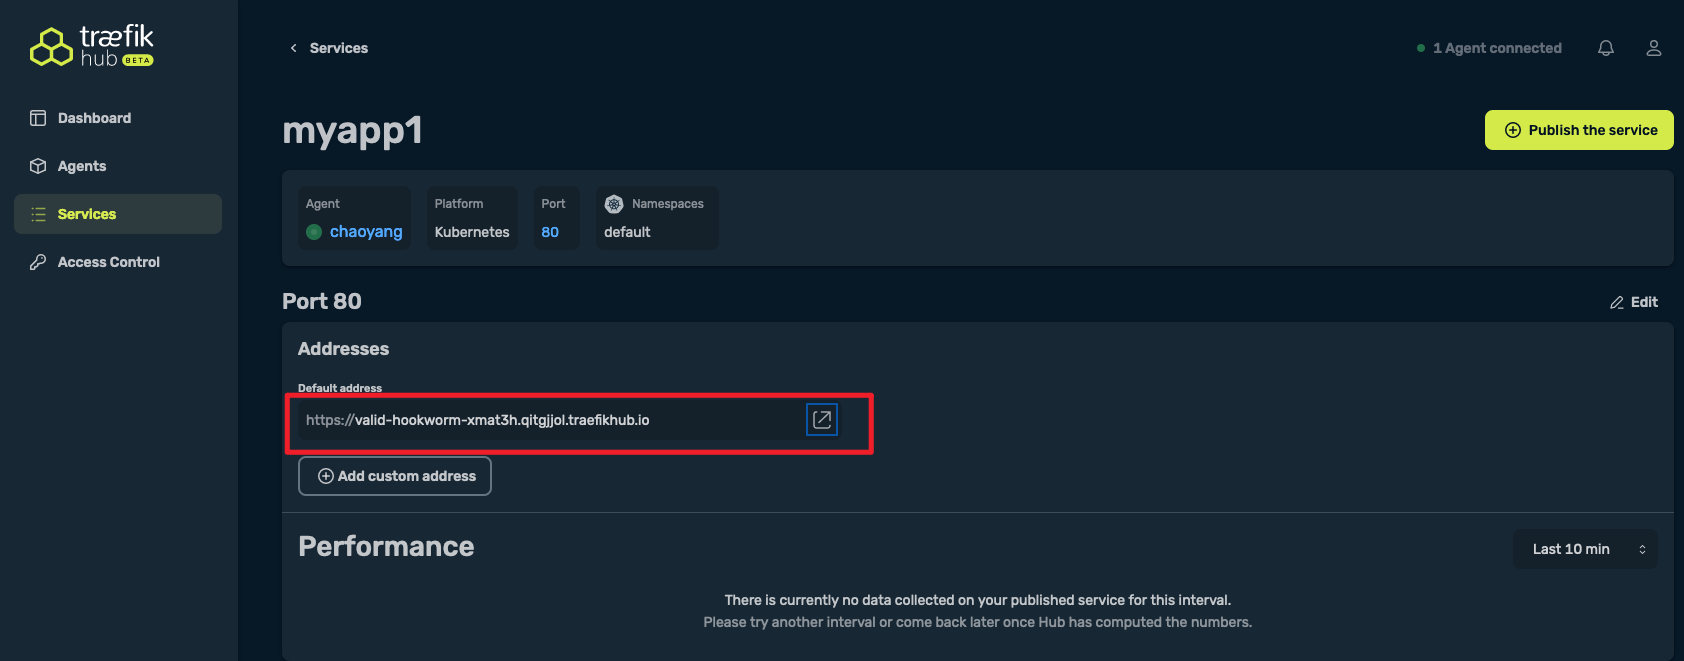 træfik
hub BETA
Services
1 Agent connected
Dashboard
Agents
Services
Access Control
myapp1
Publish the service
Agent
chaoyang
Platform
Kubernetes
Port
80
Namespaces
default
Port 80
Edit
Addresses
Default address
https://valid-hookworm-xmat3h.qitgjjol.traefikhub.io
Add custom address
Performance
Last 10 min
There is currently no data collected on your published service for this interval.
Please try another interval or come back later once Hub has computed the numbers.